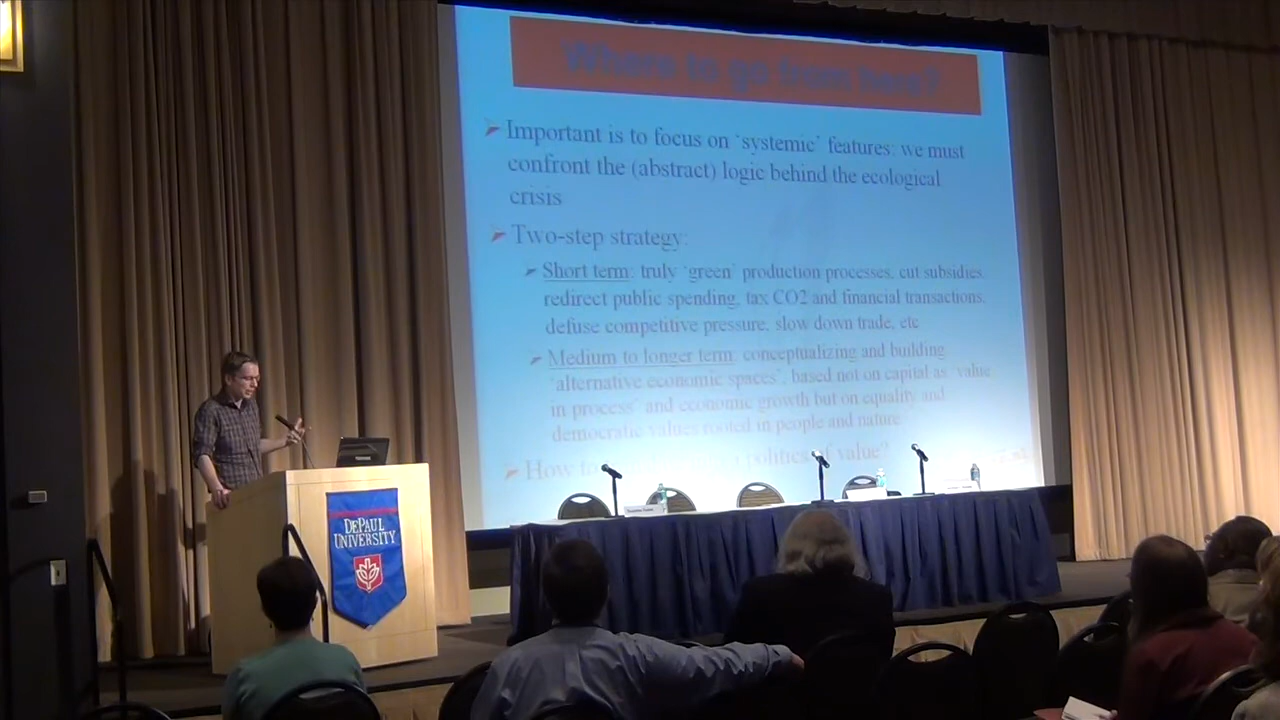 Where to go from here?
Important is to focus on ‘systemic’ features: we must
confront the (abstract) logic behind the ecological
crisis
Two-step strategy:
Short term: truly ‘green’ production processes, cut subsidies,
redirect public spending, tax CO2 and financial transactions,
defuse competitive pressure, slow down trade, etc
Medium to longer term: conceptualizing and building
‘alternative economic spaces’, based not on capital as ‘value
in process’ and economic growth but on equality and
democratic values rooted in people and nature
How politics of value?
DEPAUL
UNIVERSITY